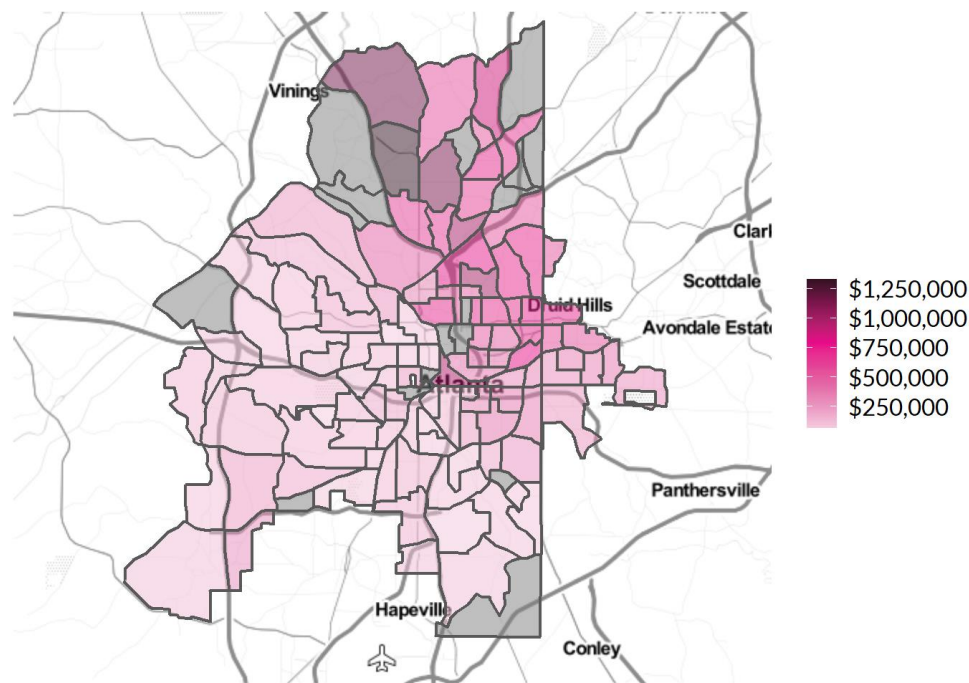 Vinings
Clark
Scottdale
Druid Hills
Avondale Estate
Atlanta
Panthersville
Hapeville
Conley
$1,250,000
$1,000,000
$750,000
$500,000
$250,000